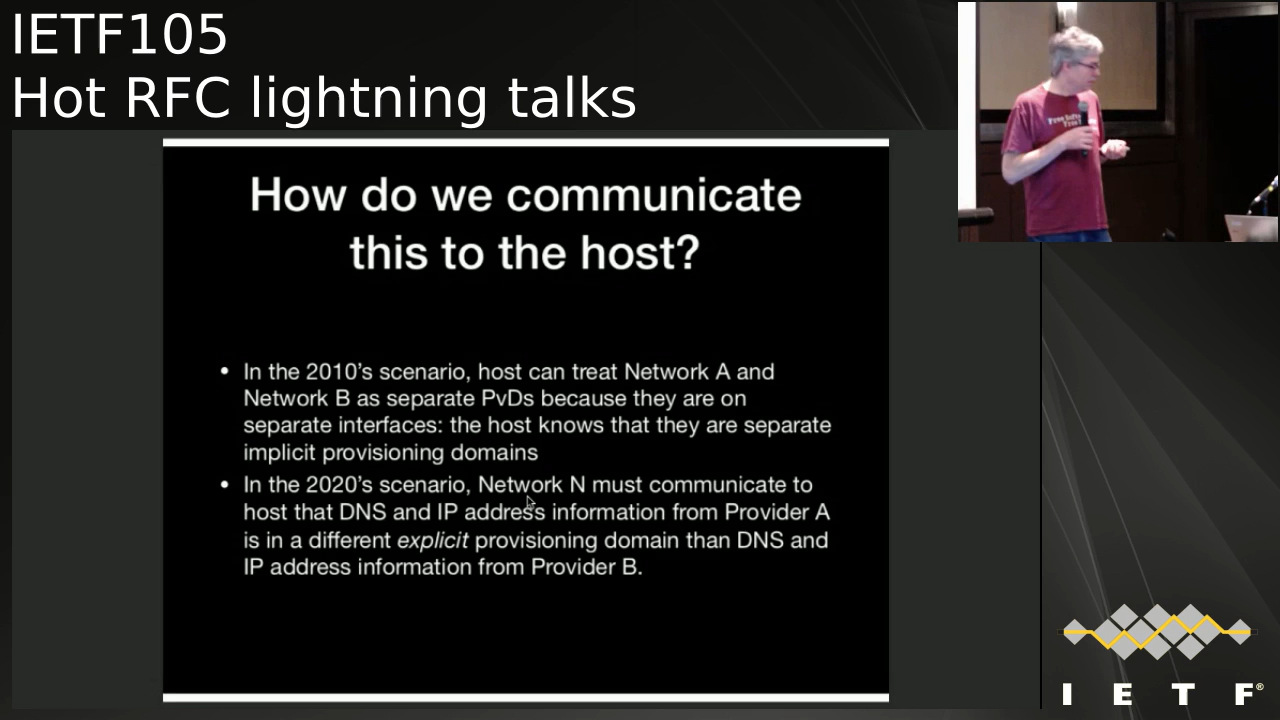 IETF105
Hot RFC lightning talks
How do we communicate
this to the host?
• In the 2010's scenario, host can treat Network A and
Network B as separate PvDs because they are on
separate interfaces: the host knows that they are separate
implicit provisioning domains
• In the 2020's scenario, Network N must communicate to
host that DNS and IP address information from Provider A
is in a different explicit provisioning domain than DNS and
IP address information from Provider B.
I E T F®